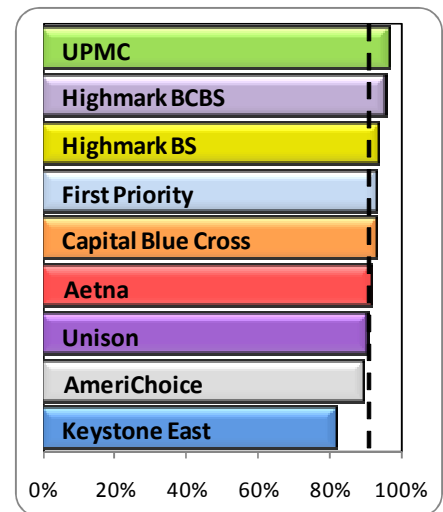 UPMC
Highmark BCBS
Highmark BS
First Priority
Capital Blue Cross
Aetna
Unison
AmeriChoice
Keystone East
0% 20% 40% 60% 80% 100%